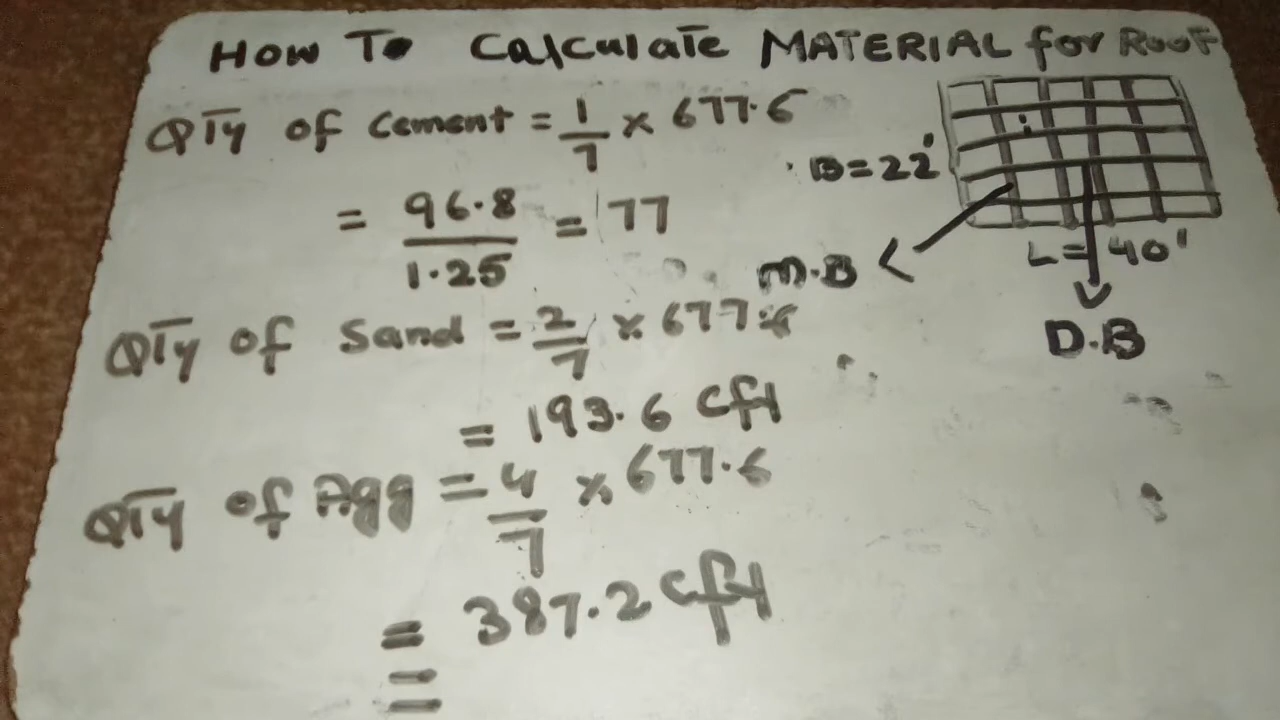 HOW TO CalCulate MATERIAL for ROOF
QTy of Cement = 1/7 x 677.6
= 96.8/1.25 = 77
QTy of Sand = 2/7 x 677.6
= 193.6 Cft
QTy of Agg = 4/7 x 677.6
= 387.2 Cft
B=22'
L=40'
M.B
D.B